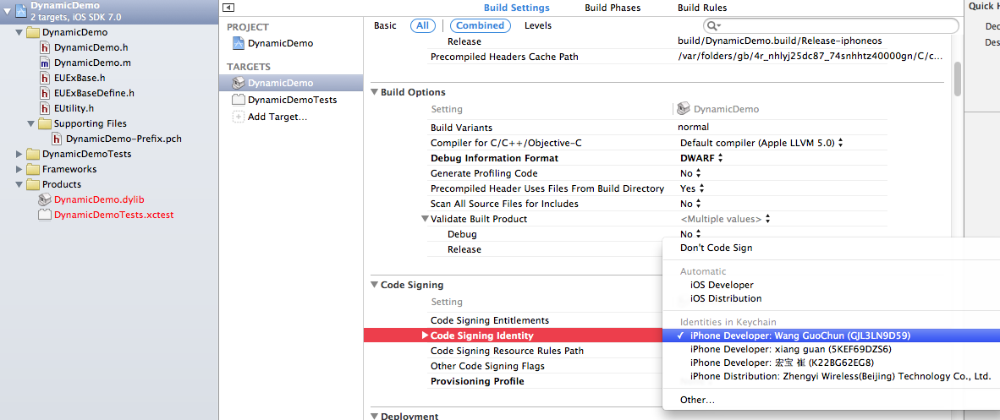 DynamicDemo
2 targets, iOS SDK 7.0
DynamicDemo
DynamicDemo.h
DynamicDemo.m
EUExBase.h
EUExBaseDefine.h
EUtility.h
Supporting Files
DynamicDemo-Prefix.pch
DynamicDemoTests
Frameworks
Products
DynamicDemo.dylib
DynamicDemoTests.xctest
PROJECT
DynamicDemo
TARGETS
DynamicDemo
DynamicDemoTests
Add Target...
Build Settings Build Phases Build Rules
Basic All Combined Levels
Release build/DynamicDemo.build/Release-iphoneos
Precompiled Headers Cache Path /var/folders/gb/4r_nhlyj25dc87_74snhhtz40000gn/C/c...
Build Options
Setting DynamicDemo
Build Variants normal
Compiler for C/C++/Objective-C Default compiler (Apple LLVM 5.0)
Debug Information Format DWARF
Generate Profiling Code No
Precompiled Header Uses Files From Build Directory Yes
Scan All Source Files for Includes No
Validate Built Product <Multiple values>
Debug No
Release
Code Signing
Setting
Code Signing Entitlements
Code Signing Identity
Code Signing Resource Rules Path
Other Code Signing Flags
Provisioning Profile
Deployment
Don't Code Sign
Automatic
iOS Developer
iOS Distribution
Identities in Keychain
iPhone Developer: Wang GuoChun (GJL3LN9D59)
iPhone Developer: xiang guan (5KEF69DZS6)
iPhone Developer: 宏宝 崔 (K22BG62EG8)
iPhone Distribution: Zhengyi Wireless(Beijing) Technology Co., Ltd.
Other...
Quick H
Dec
Des